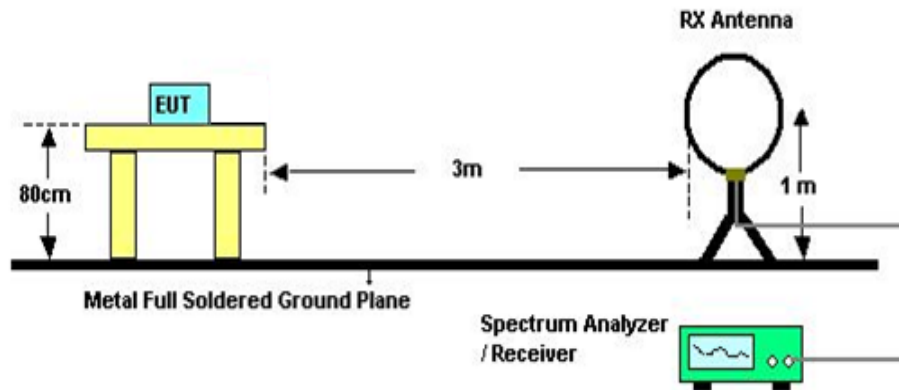 RX Antenna
EUT
3m
80cm
1 m
Metal Full Soldered Ground Plane
Spectrum Analyzer
/ Receiver